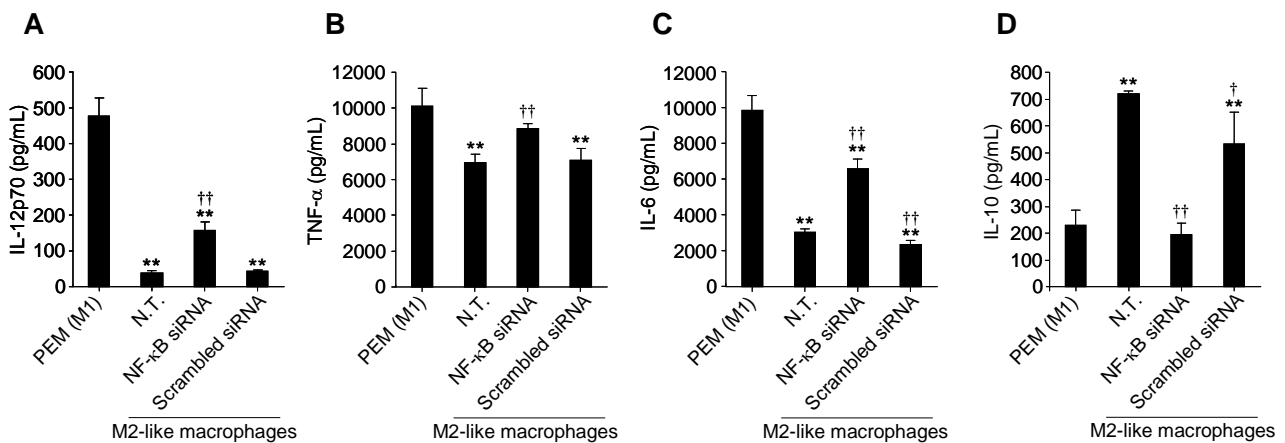 A
IL-12p70 (pg/mL)
600
500
400
300
200
100
0
**
††
**
**
PEM (M1)
N.T.
NF-κB siRNA
Scrambled siRNA
M2-like macrophages
B
TNF-α (pg/mL)
12000
10000
8000
6000
4000
2000
0
**
††
**
PEM (M1)
N.T.
NF-κB siRNA
Scrambled siRNA
M2-like macrophages
C
IL-6 (pg/mL)
12000
10000
8000
6000
4000
2000
0
**
††
**
††
**
PEM (M1)
N.T.
NF-κB siRNA
Scrambled siRNA
M2-like macrophages
D
IL-10 (pg/mL)
800
700
600
500
400
300
200
100
0
**
††
†
**
PEM (M1)
N.T.
NF-κB siRNA
Scrambled siRNA
M2-like macrophages